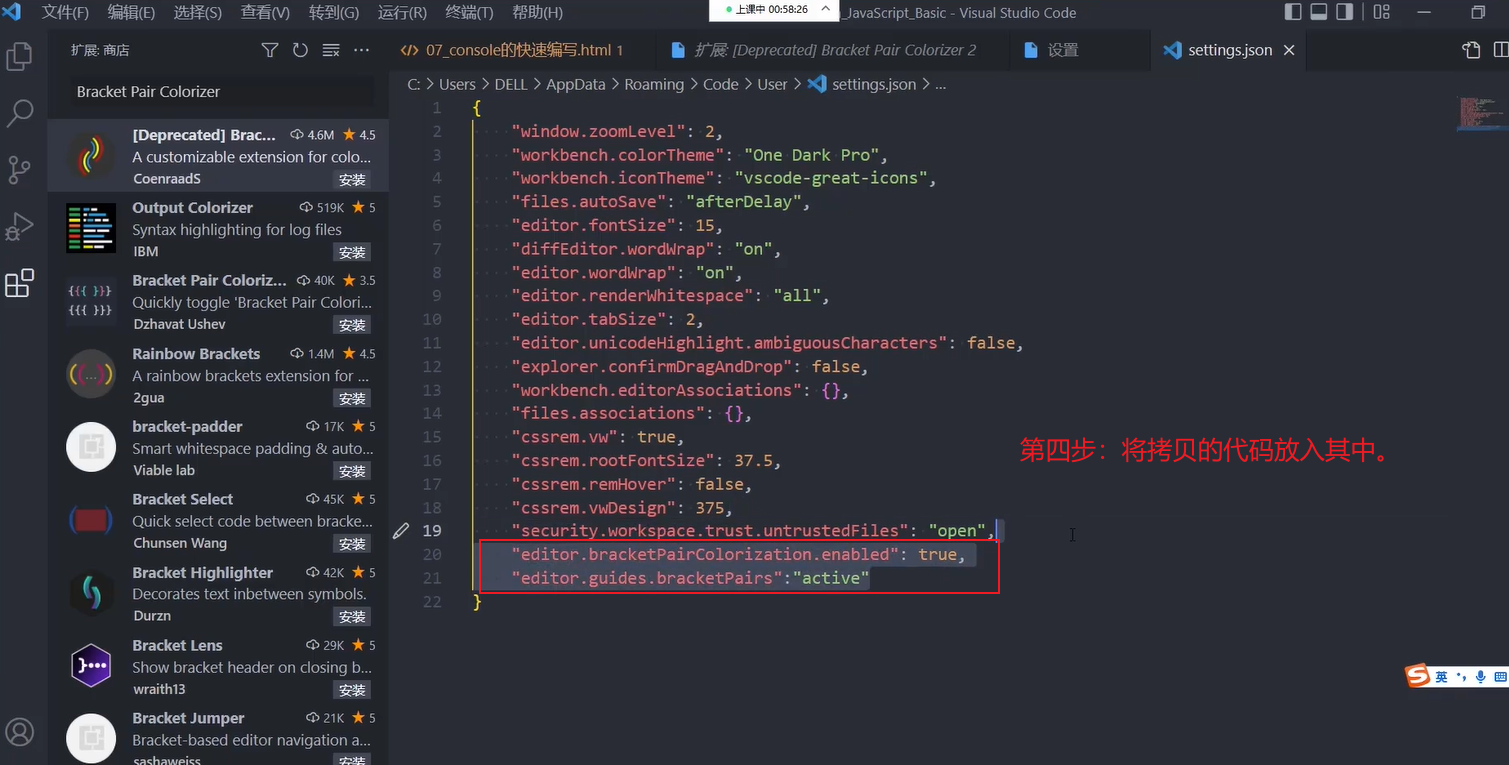 文件(F) 编辑(E) 选择(S) 查看(V) 转到(G) 运行(R) 终端(T) 帮助(H)
上课中 00:58:26
_JavaScript_Basic - Visual Studio Code
扩展: 商店
07_console的快速编写.html 1
扩展: [Deprecated] Bracket Pair Colorizer 2
设置
settings.json
Bracket Pair Colorizer
C: > Users > DELL > AppData > Roaming > Code > User > settings.json > ...
[Deprecated] Brac... 4.6M 4.5
A customizable extension for colo...
CoenraadS 安装
Output Colorizer 519K 5
Syntax highlighting for log files
IBM 安装
Bracket Pair Coloriz... 40K 3.5
Quickly toggle 'Bracket Pair Colori...
Dzhavat Ushev 安装
Rainbow Brackets 1.4M 4.5
A rainbow brackets extension for ...
2gua 安装
bracket-padder 17K 5
Smart whitespace padding & auto...
Viable lab 安装
Bracket Select 45K 5
Quick select code between bracke...
Chunsen Wang 安装
Bracket Highlighter 42K 5
Decorates text inbetween symbols.
Durzn 安装
Bracket Lens 29K 5
Show bracket header on closing b...
wraith13 安装
Bracket Jumper 21K 5
Bracket-based editor navigation a...
sashaweiss 安装
1 {
2 "window.zoomLevel": 2,
3 "workbench.colorTheme": "One Dark Pro",
4 "workbench.iconTheme": "vscode-great-icons",
5 "files.autoSave": "afterDelay",
6 "editor.fontSize": 15,
7 "diffEditor.wordWrap": "on",
8 "editor.wordWrap": "on",
9 "editor.renderWhitespace": "all",
10 "editor.tabSize": 2,
11 "editor.unicodeHighlight.ambiguousCharacters": false,
12 "explorer.confirmDragAndDrop": false,
13 "workbench.editorAssociations": {},
14 "files.associations": {},
15 "cssrem.vw": true,
16 "cssrem.rootFontSize": 37.5,
17 "cssrem.remHover": false,
18 "cssrem.vwDesign": 375,
19 "security.workspace.trust.untrustedFiles": "open",
20 "editor.bracketPairColorization.enabled": true,
21 "editor.guides.bracketPairs":"active"
22 }
第四步：将拷贝的代码放入其中。
英